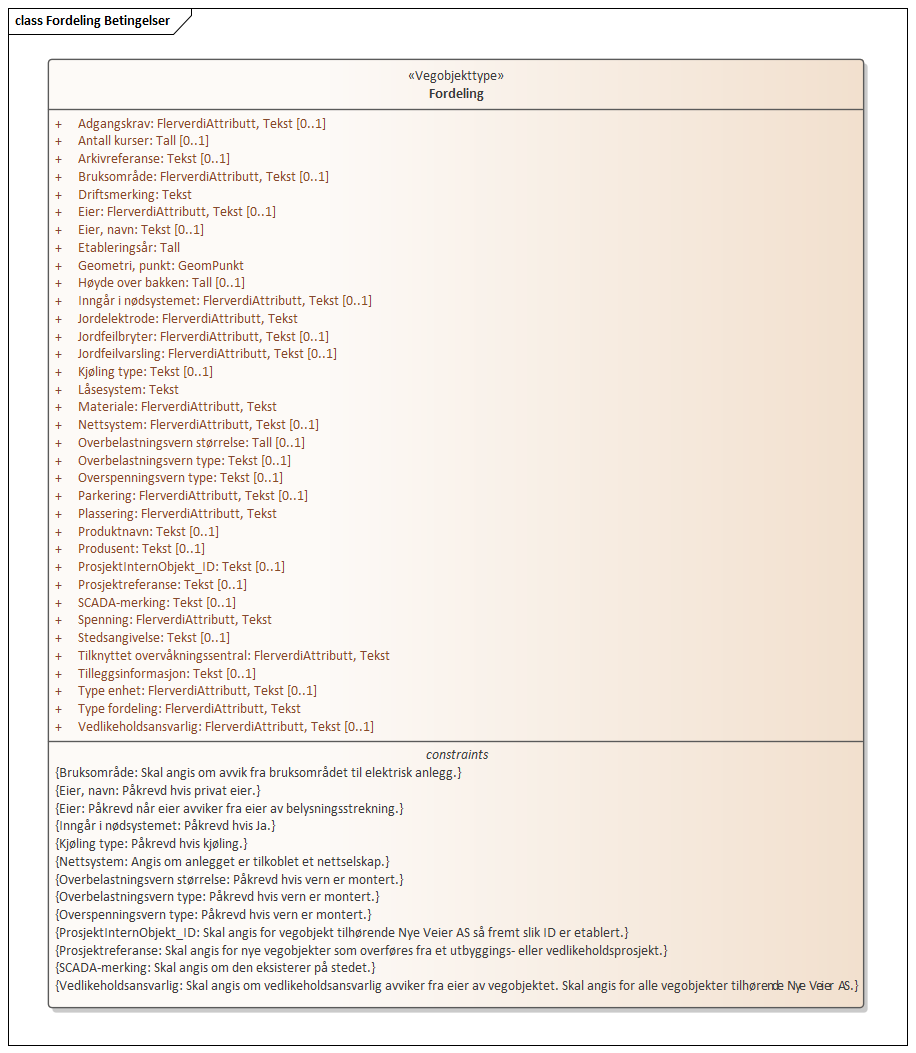 class Fordeling Betingelser
«Vegobjekttype»
Fordeling
+ Adgangskrav: FlerverdiAttributt, Tekst [0..1]
+ Antall kurser: Tall [0..1]
+ Arkivreferanse: Tekst [0..1]
+ Bruksområde: FlerverdiAttributt, Tekst [0..1]
+ Driftsmerking: Tekst
+ Eier: FlerverdiAttributt, Tekst [0..1]
+ Eier, navn: Tekst [0..1]
+ Etableringsår: Tall
+ Geometri, punkt: GeomPunkt
+ Høyde over bakken: Tall [0..1]
+ Inngår i nødsystemet: FlerverdiAttributt, Tekst [0..1]
+ Jordelektrode: FlerverdiAttributt, Tekst
+ Jordfeilbryter: FlerverdiAttributt, Tekst [0..1]
+ Jordfeilvarsling: FlerverdiAttributt, Tekst [0..1]
+ Kjøling type: Tekst [0..1]
+ Låsesystem: Tekst
+ Materiale: FlerverdiAttributt, Tekst
+ Nettsystem: FlerverdiAttributt, Tekst [0..1]
+ Overbelastningsvern størrelse: Tall [0..1]
+ Overbelastningsvern type: Tekst [0..1]
+ Overspenningsvern type: Tekst [0..1]
+ Parkering: FlerverdiAttributt, Tekst [0..1]
+ Plassering: FlerverdiAttributt, Tekst
+ Produktnavn: Tekst [0..1]
+ Produsent: Tekst [0..1]
+ ProsjektInternObjekt_ID: Tekst [0..1]
+ Prosjektreferanse: Tekst [0..1]
+ SCADA-merking: Tekst [0..1]
+ Spenning: FlerverdiAttributt, Tekst
+ Stedsangivelse: Tekst [0..1]
+ Tilknyttet overvåkningssentral: FlerverdiAttributt, Tekst
+ Tilleggsinformasjon: Tekst [0..1]
+ Type enhet: FlerverdiAttributt, Tekst [0..1]
+ Type fordeling: FlerverdiAttributt, Tekst
+ Vedlikeholdsansvarlig: FlerverdiAttributt, Tekst [0..1]
constraints
{Bruksområde: Skal angis om avvik fra bruksområdet til elektrisk anlegg.}
{Eier, navn: Påkrevd hvis privat eier.}
{Eier: Påkrevd når eier avviker fra eier av belysningsstrekning.}
{Inngår i nødsystemet: Påkrevd hvis Ja.}
{Kjøling type: Påkrevd hvis kjøling.}
{Nettsystem: Angis om anlegget er tilkoblet et nettselskap.}
{Overbelastningsvern størrelse: Påkrevd hvis vern er montert.}
{Overbelastningsvern type: Påkrevd hvis vern er montert.}
{Overspenningsvern type: Påkrevd hvis vern er montert.}
{ProsjektInternObjekt_ID: Skal angis for vegobjekt tilhørende Nye Veier AS så fremt slik ID er etablert.}
{Prosjektreferanse: Skal angis for nye vegobjekter som overføres fra et utbyggings- eller vedlikeholdsprosjekt.}
{SCADA-merking: Skal angis om den eksisterer på stedet.}
{Vedlikeholdsansvarlig: Skal angis om vedlikeholdsansvarlig avviker fra eier av vegobjektet. Skal angis for alle vegobjekter tilhørende Nye Veier AS.}